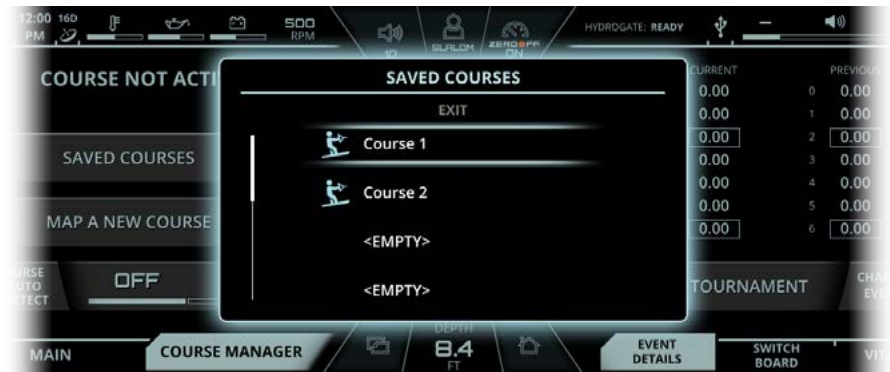 12:00 16D
PM
500
RPM
10
SLALOM
ZEROOFF
ON
HYDROGATE: READY
COURSE NOT ACTI
SAVED COURSES
EXIT
Course 1
Course 2
<EMPTY>
<EMPTY>
SAVED COURSES
MAP A NEW COURSE
OFF
CURRENT PREVIOUS
0.00 0 0.00
0.00 1 0.00
0.00 2 0.00
0.00 3 0.00
0.00 4 0.00
0.00 5 0.00
0.00 6 0.00
TOURNAMENT
DEPTH
8.4
FT
MAIN
COURSE MANAGER
EVENT
DETAILS
SWITCH
BOARD